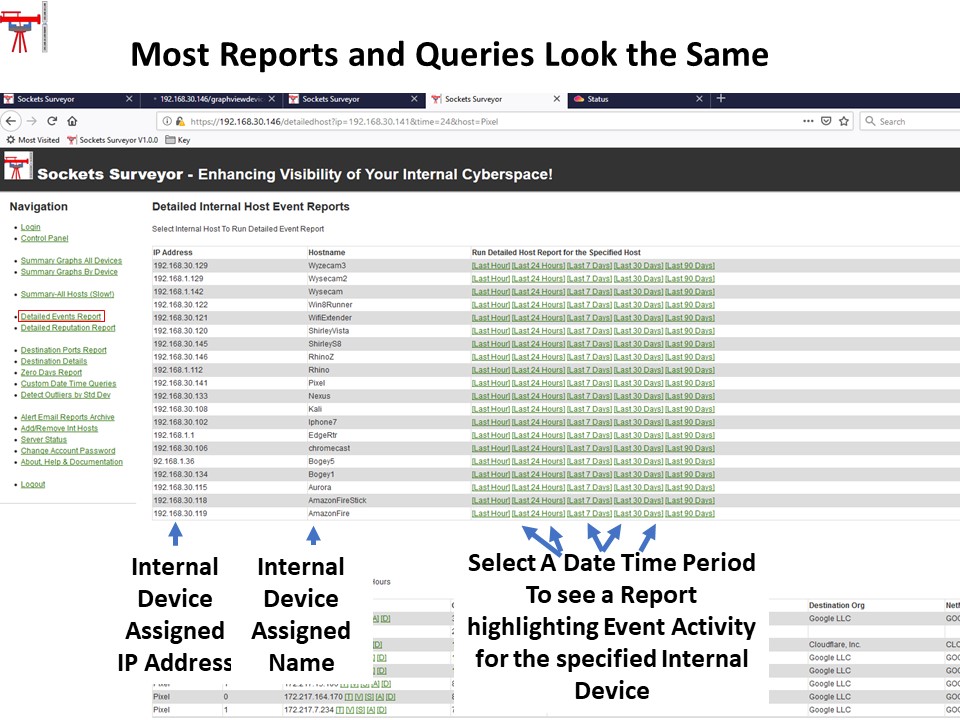 Most Reports and Queries Look the Same
Sockets Surveyor
192.168.30.146/graphviewdevic
Sockets Surveyor
Sockets Surveyor
Status
https://192.168.30.146/detailedhost?ip=192.168.30.141&time=24&host=Pixel
Search
Most Visited Sockets Surveyor V1.0.0 Key
Sockets Surveyor - Enhancing Visibility of Your Internal Cyberspace!
Navigation
Login
Control Panel
Summary Graphs All Devices
Summary Graphs By Device
Summary-All Hosts (Slow!)
Detailed Events Report
Detailed Reputation Report
Destination Ports Report
Destination Details
Zero Days Report
Custom Date Time Queries
Detect Outliers by Std Dev
Alert Email Reports Archive
Add/Remove Int Hosts
Server Status
Change Account Password
About, Help & Documentation
Logout
Detailed Internal Host Event Reports
Select Internal Host To Run Detailed Event Report
IP Address Hostname Run Detailed Host Report for the Specified Host
192.168.30.129 Wyzecam3 [Last Hour] [Last 24 Hours] [Last 7 Days] [Last 30 Days] [Last 90 Days]
192.168.1.129 Wysecam2 [Last Hour] [Last 24 Hours] [Last 7 Days] [Last 30 Days] [Last 90 Days]
192.168.1.142 Wysecam [Last Hour] [Last 24 Hours] [Last 7 Days] [Last 30 Days] [Last 90 Days]
192.168.30.122 Win8Runner [Last Hour] [Last 24 Hours] [Last 7 Days] [Last 30 Days] [Last 90 Days]
192.168.30.121 WifiExtender [Last Hour] [Last 24 Hours] [Last 7 Days] [Last 30 Days] [Last 90 Days]
192.168.30.120 ShirleyVista [Last Hour] [Last 24 Hours] [Last 7 Days] [Last 30 Days] [Last 90 Days]
192.168.30.145 ShirleyS8 [Last Hour] [Last 24 Hours] [Last 7 Days] [Last 30 Days] [Last 90 Days]
192.168.30.146 RhinoZ [Last Hour] [Last 24 Hours] [Last 7 Days] [Last 30 Days] [Last 90 Days]
192.168.1.112 Rhino [Last Hour] [Last 24 Hours] [Last 7 Days] [Last 30 Days] [Last 90 Days]
192.168.30.141 Pixel [Last Hour] [Last 24 Hours] [Last 7 Days] [Last 30 Days] [Last 90 Days]
192.168.30.133 Nexus [Last Hour] [Last 24 Hours] [Last 7 Days] [Last 30 Days] [Last 90 Days]
192.168.30.108 Kali [Last Hour] [Last 24 Hours] [Last 7 Days] [Last 30 Days] [Last 90 Days]
192.168.30.102 Iphone7 [Last Hour] [Last 24 Hours] [Last 7 Days] [Last 30 Days] [Last 90 Days]
192.168.1.1 EdgeRtr [Last Hour] [Last 24 Hours] [Last 7 Days] [Last 30 Days] [Last 90 Days]
192.168.30.106 chromecast [Last Hour] [Last 24 Hours] [Last 7 Days] [Last 30 Days] [Last 90 Days]
92.168.1.36 Bogey5 [Last Hour] [Last 24 Hours] [Last 7 Days] [Last 30 Days] [Last 90 Days]
192.168.30.134 Bogey1 [Last Hour] [Last 24 Hours] [Last 7 Days] [Last 30 Days] [Last 90 Days]
192.168.30.115 Aurora [Last Hour] [Last 24 Hours] [Last 7 Days] [Last 30 Days] [Last 90 Days]
192.168.30.118 AmazonFireStick [Last Hour] [Last 24 Hours] [Last 7 Days] [Last 30 Days] [Last 90 Days]
192.168.30.119 AmazonFire [Last Hour] [Last 24 Hours] [Last 7 Days] [Last 30 Days] [Last 90 Days]
Internal
Device
Assigned
IP Address
Internal
Device
Assigned
Name
Select A Date Time Period
To see a Report
highlighting Event Activity
for the specified Internal
Device
Hours
Destination Org
Google LLC
Cloudflare, Inc.
Google LLC
Google LLC
Google LLC
Pixel 0 172.217.164.170 [T] [V] [S] [A] [D] Google LLC
Pixel 1 172.217.7.234 [T] [V] [S] [A] [D] Google LLC